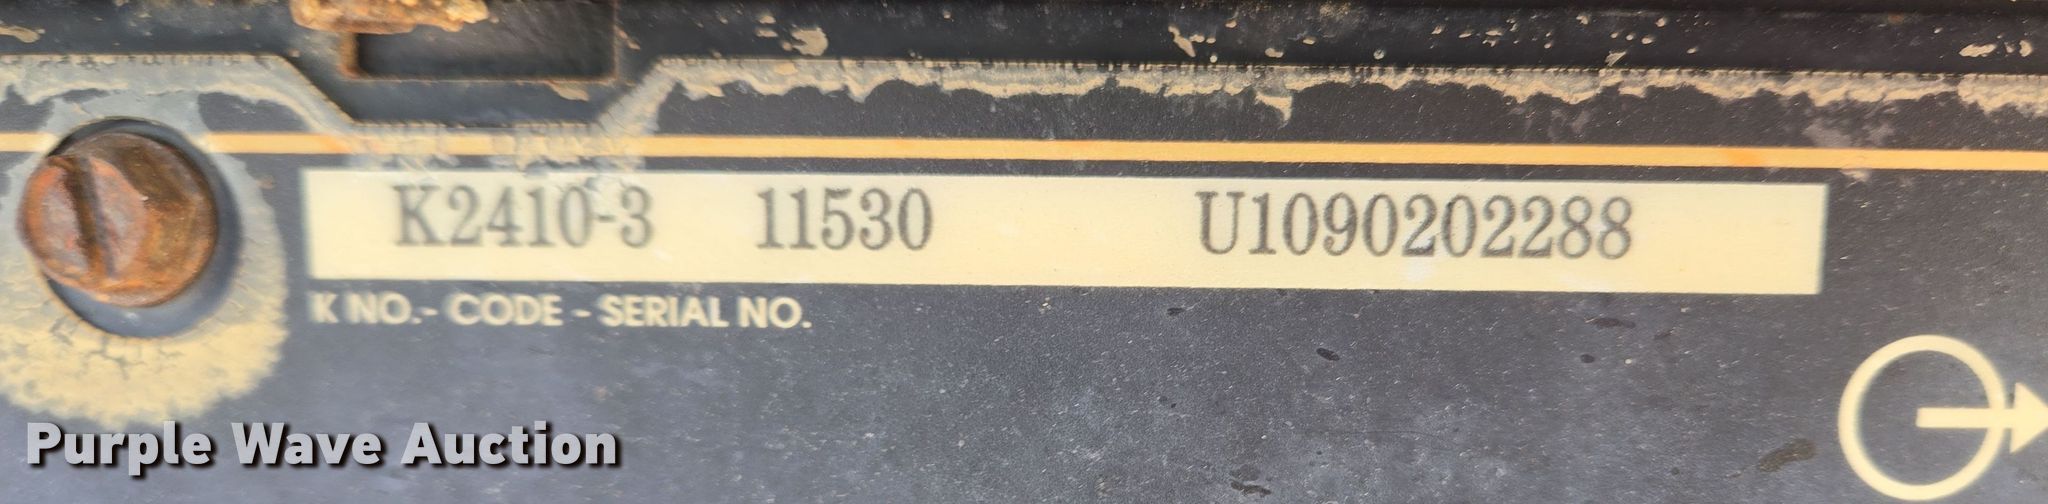 K2410-3 11530 U1090202288
K NO.- CODE - SERIAL NO.
Purple Wave Auction